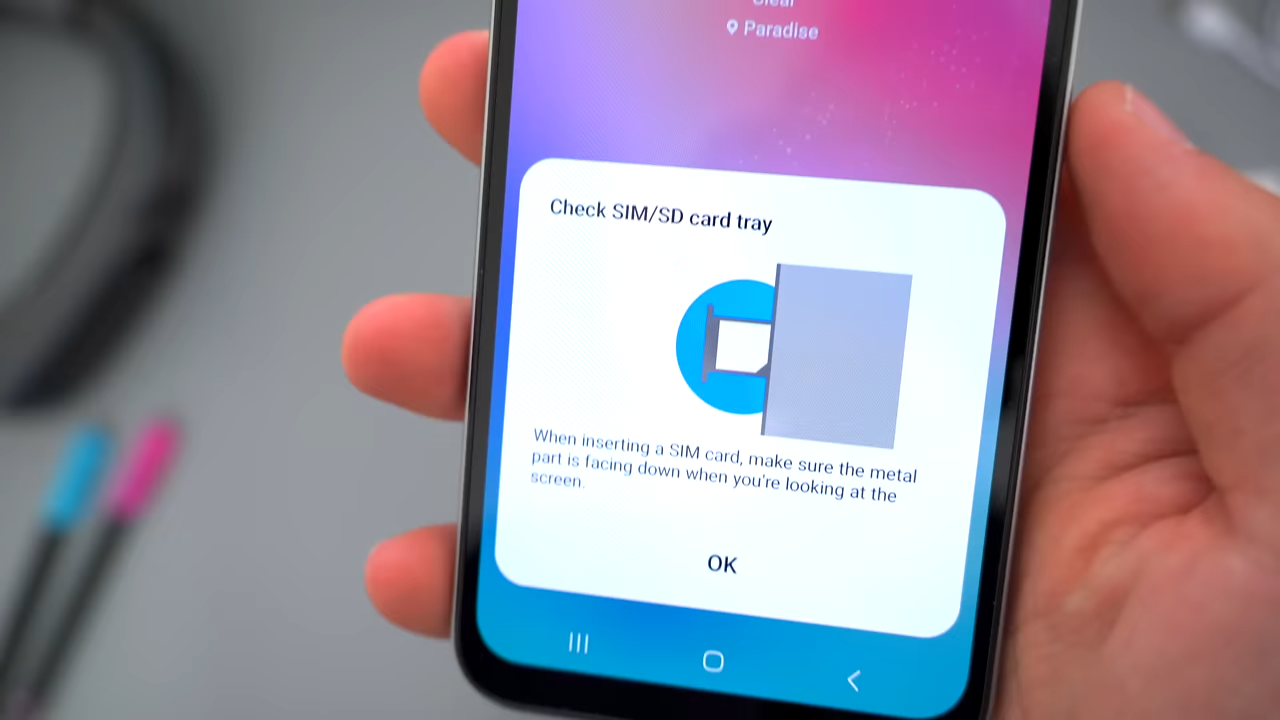 Clear
Paradise
Check SIM/SD card tray
When inserting a SIM card, make sure the metal
part is facing down when you're looking at the
screen.
OK